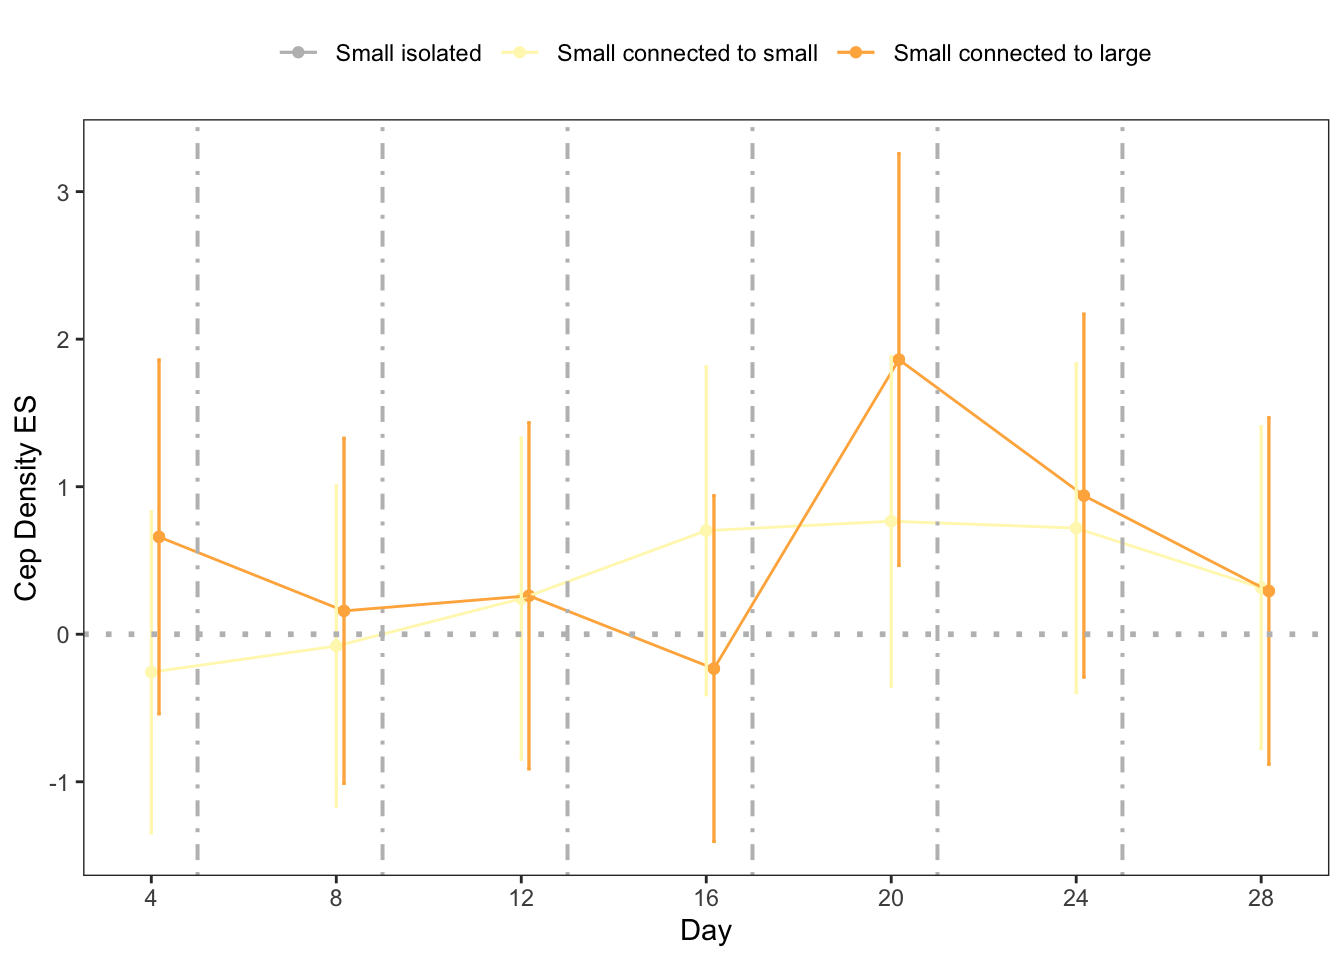 Small isolated Small connected to small Small connected to large
3
2
1
0
-1
Cep Density ES
4 8 12 16 20 24 28
Day